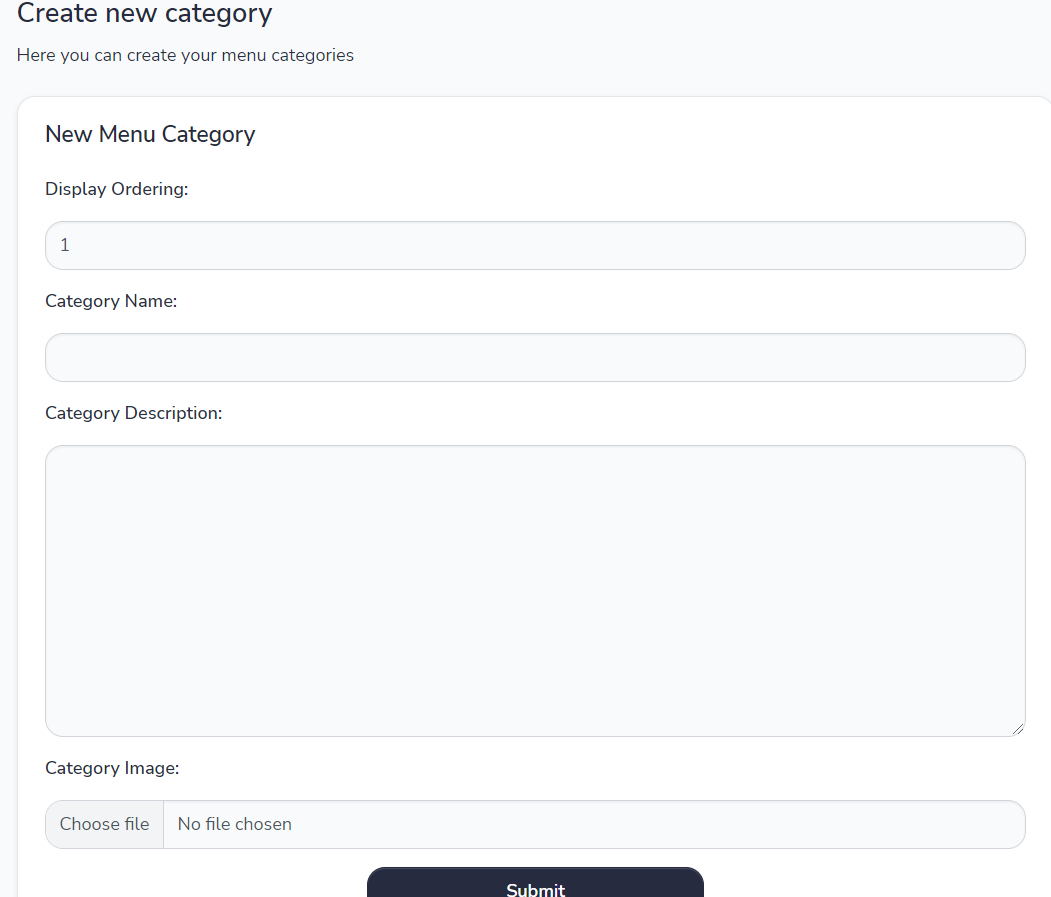 Create new category
Here you can create your menu categories
New Menu Category
Display Ordering:
1
Category Name:
Category Description:
Category Image:
Choose file No file chosen
Submit